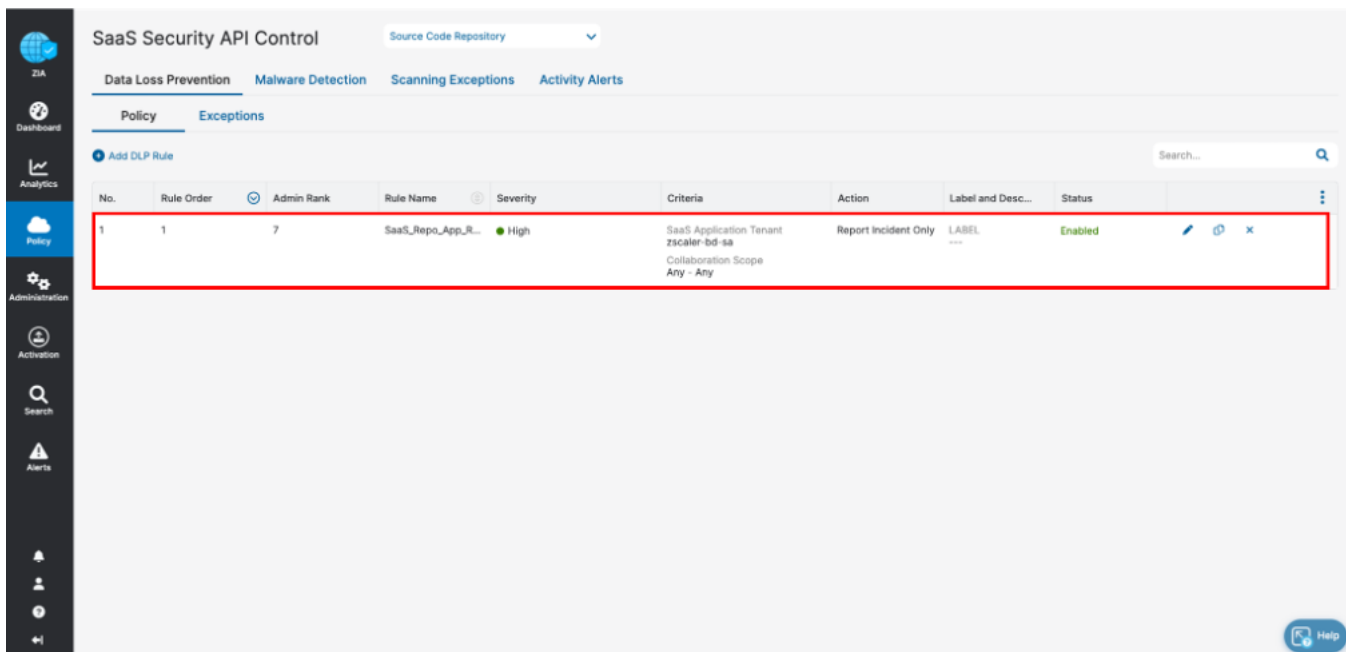 SaaS Security API Control
Source Code Repository
ZIA
Data Loss Prevention Malware Detection Scanning Exceptions Activity Alerts
Dashboard
Policy Exceptions
Add DLP Rule
Search...
Analytics
No. Rule Order Admin Rank Rule Name Severity Criteria Action Label and Desc... Status
Policy
1 1 7 SaaS_Repo_App_R... High SaaS Application Tenant Report Incident Only LABEL Enabled
zscaler-bd-sa ---
Collaboration Scope
Any - Any
Administration
Activation
Search
Alerts
Help